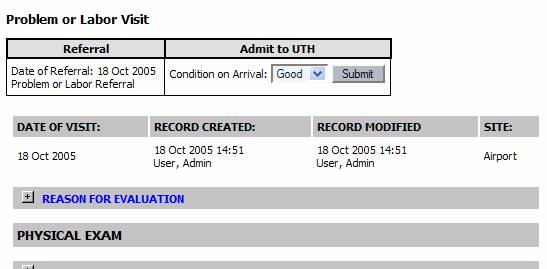 Problem or Labor Visit
Referral Admit to UTH
Date of Referral: 18 Oct 2005 Condition on Arrival: Good Submit
Problem or Labor Referral
DATE OF VISIT: RECORD CREATED: RECORD MODIFIED SITE:
18 Oct 2005 18 Oct 2005 14:51 18 Oct 2005 14:51 Airport
User, Admin User, Admin
+ REASON FOR EVALUATION
PHYSICAL EXAM